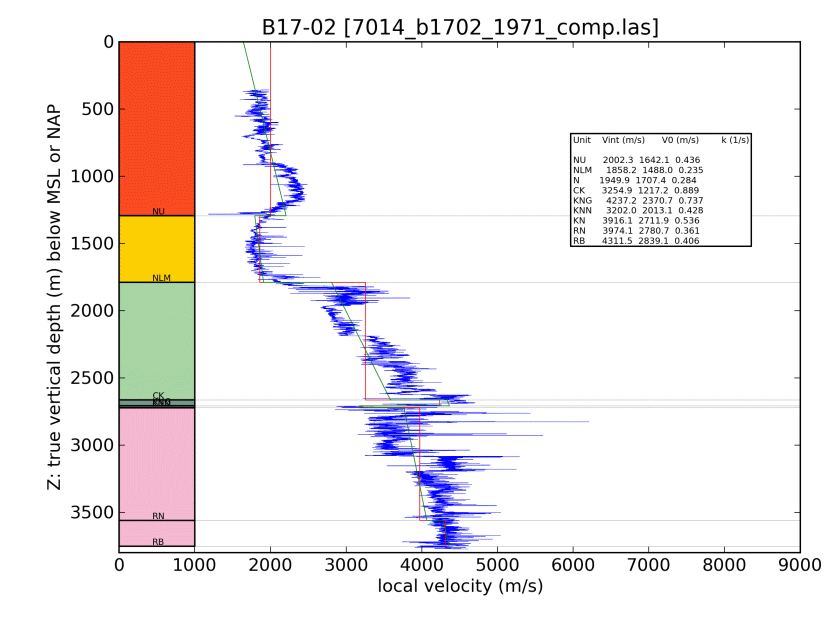 B17-02 [7014_b1702_1971_comp.las]
Z: true vertical depth (m) below MSL or NAP
0
500
1000
1500
2000
2500
3000
3500
NU
NLM
CK
RN
RB
Unit Vint (m/s) V0 (m/s) k (1/s)
NU 2002.3 1642.1 0.436
NLM 1858.2 1488.0 0.235
N 1949.9 1707.4 0.284
CK 3254.9 1217.2 0.889
KNG 4237.2 2370.7 0.737
KNN 3202.0 2013.1 0.428
KN 3916.1 2711.9 0.536
RN 3974.1 2780.7 0.361
RB 4311.5 2839.1 0.406
0 1000 2000 3000 4000 5000 6000 7000 8000 9000
local velocity (m/s)